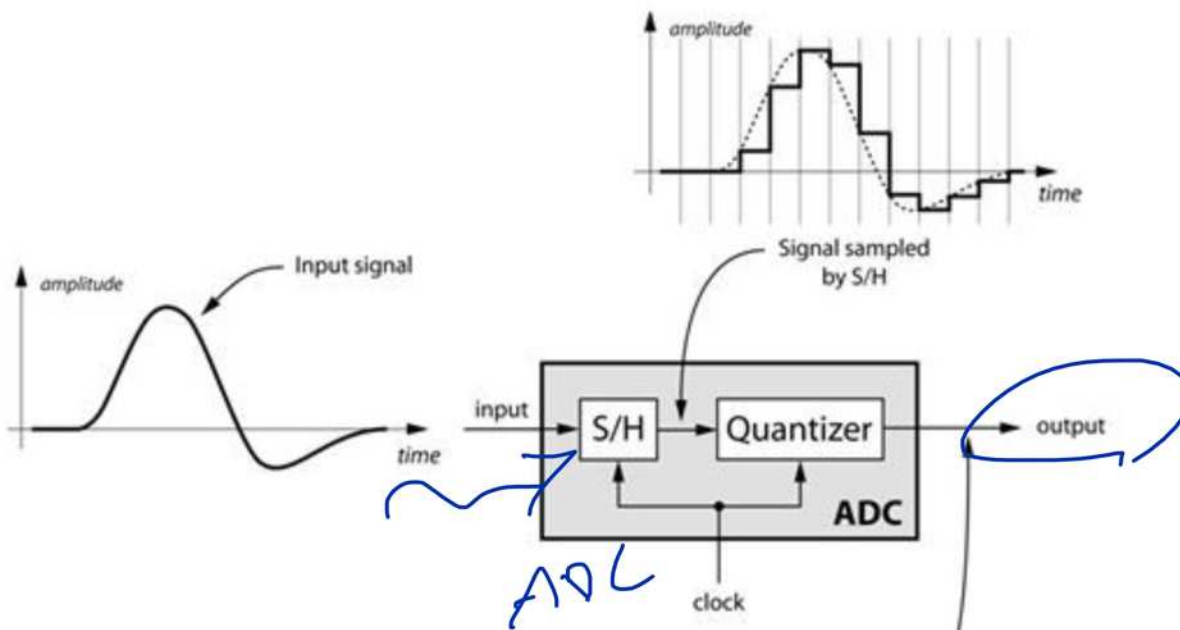 amplitude
time
Signal sampled
by S/H
amplitude
Input signal
time
input
S/H
Quantizer
output
ADC
ADC
clock